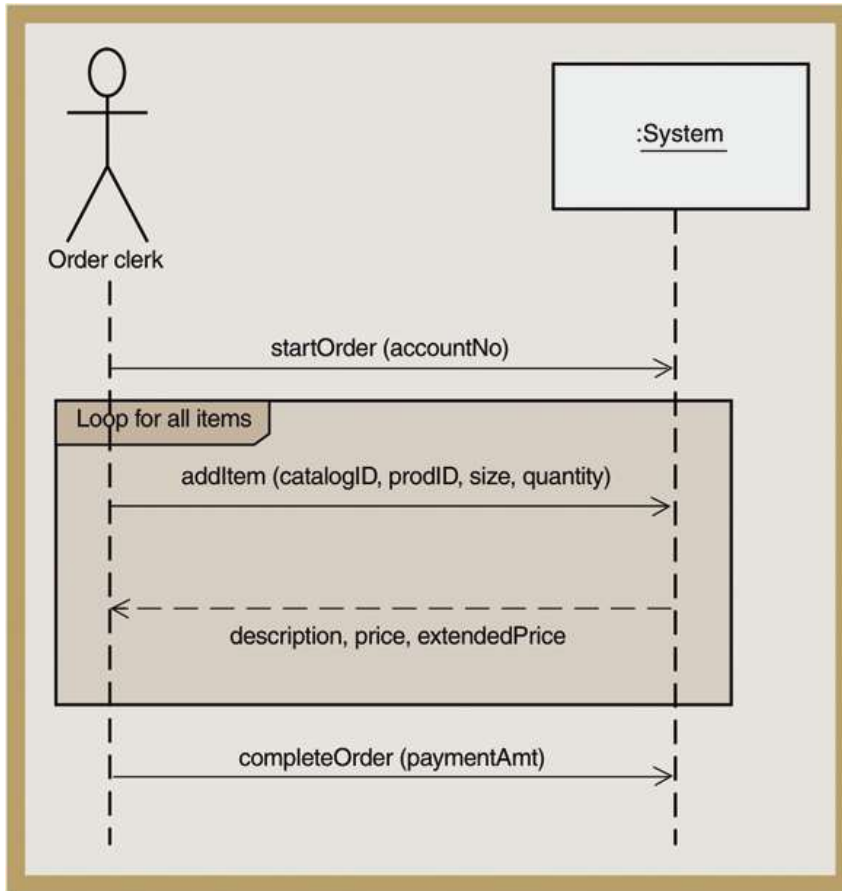 :System
Order clerk
startOrder (accountNo)
Loop for all items
addItem (catalogID, prodID, size, quantity)
description, price, extendedPrice
completeOrder (paymentAmt)